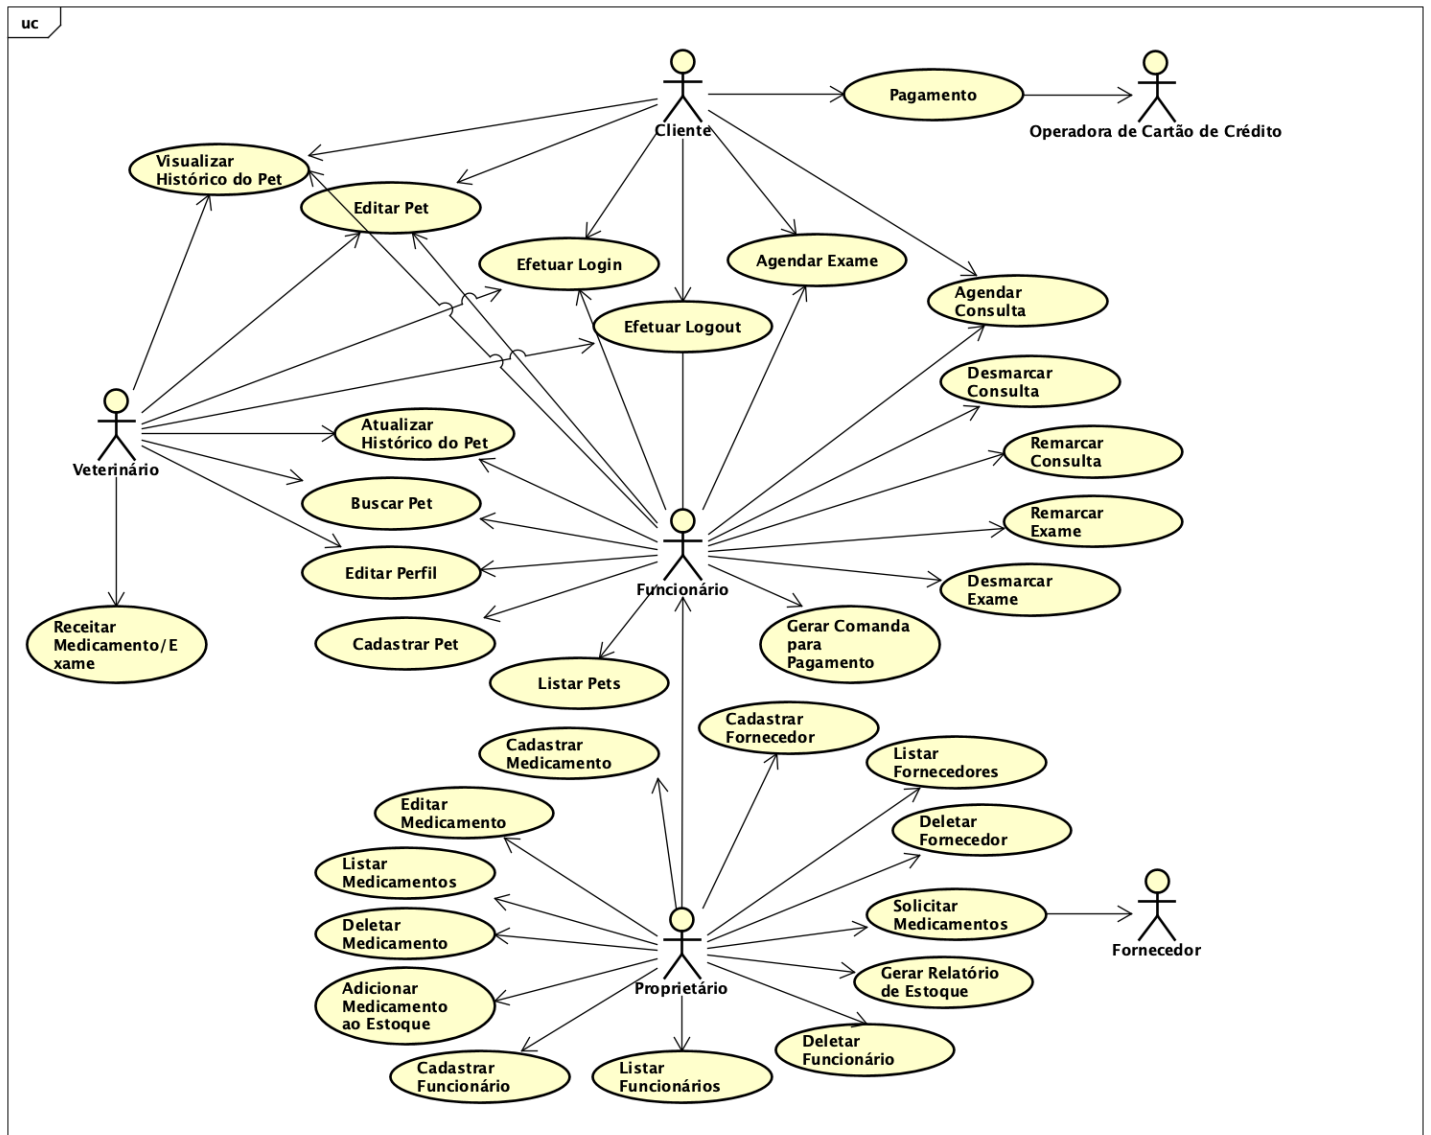 uc
Cliente
Pagamento
Operadora de Cartão de Crédito
Visualizar
Histórico do Pet
Editar Pet
Efetuar Login
Agendar Exame
Agendar
Consulta
Efetuar Logout
Desmarcar
Consulta
Veterinário
Atualizar
Histórico do Pet
Remarcar
Consulta
Buscar Pet
Remarcar
Exame
Editar Perfil
Funcionário
Desmarcar
Exame
Receitar
Medicamento/E
xame
Cadastrar Pet
Gerar Comanda
para
Pagamento
Listar Pets
Cadastrar
Fornecedor
Cadastrar
Medicamento
Listar
Fornecedores
Editar
Medicamento
Deletar
Fornecedor
Listar
Medicamentos
Solicitar
Medicamentos
Fornecedor
Deletar
Medicamento
Proprietário
Gerar Relatório
de Estoque
Adicionar
Medicamento
ao Estoque
Deletar
Funcionário
Cadastrar
Funcionário
Listar
Funcionários